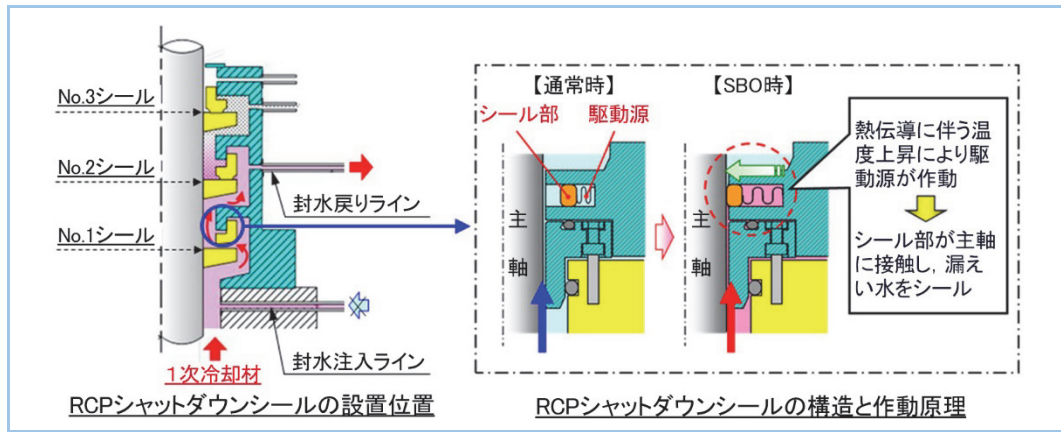 No.3シール
No.2シール
No.1シール
封水戻りライン
封水注入ライン
1次冷却材
RCPシャットダウンシールの設置位置
【通常時】
シール部
駆動源
主
軸
【SBO時】
主
軸
熱伝導に伴う温
度上昇により駆
動源が作動
シール部が主軸
に接触し，漏え
い水をシール
RCPシャットダウンシールの構造と作動原理